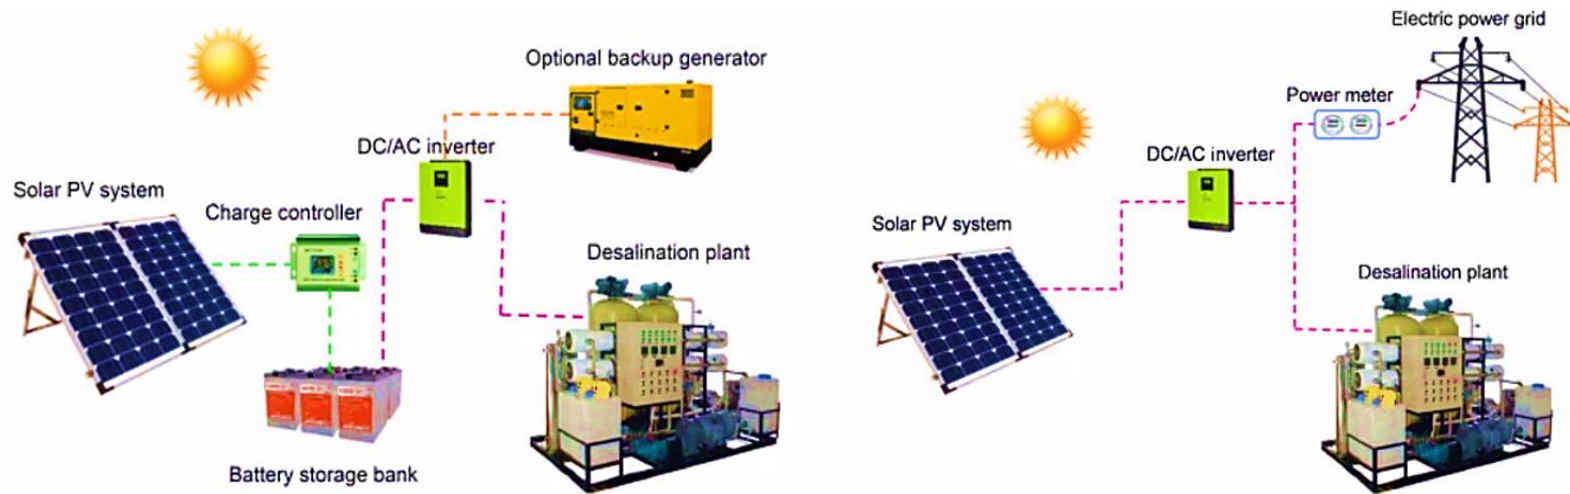 Optional backup generator
DC/AC inverter
Solar PV system
Charge controller
Desalination plant
Battery storage bank
Electric power grid
Power meter
DC/AC inverter
Solar PV system
Desalination plant